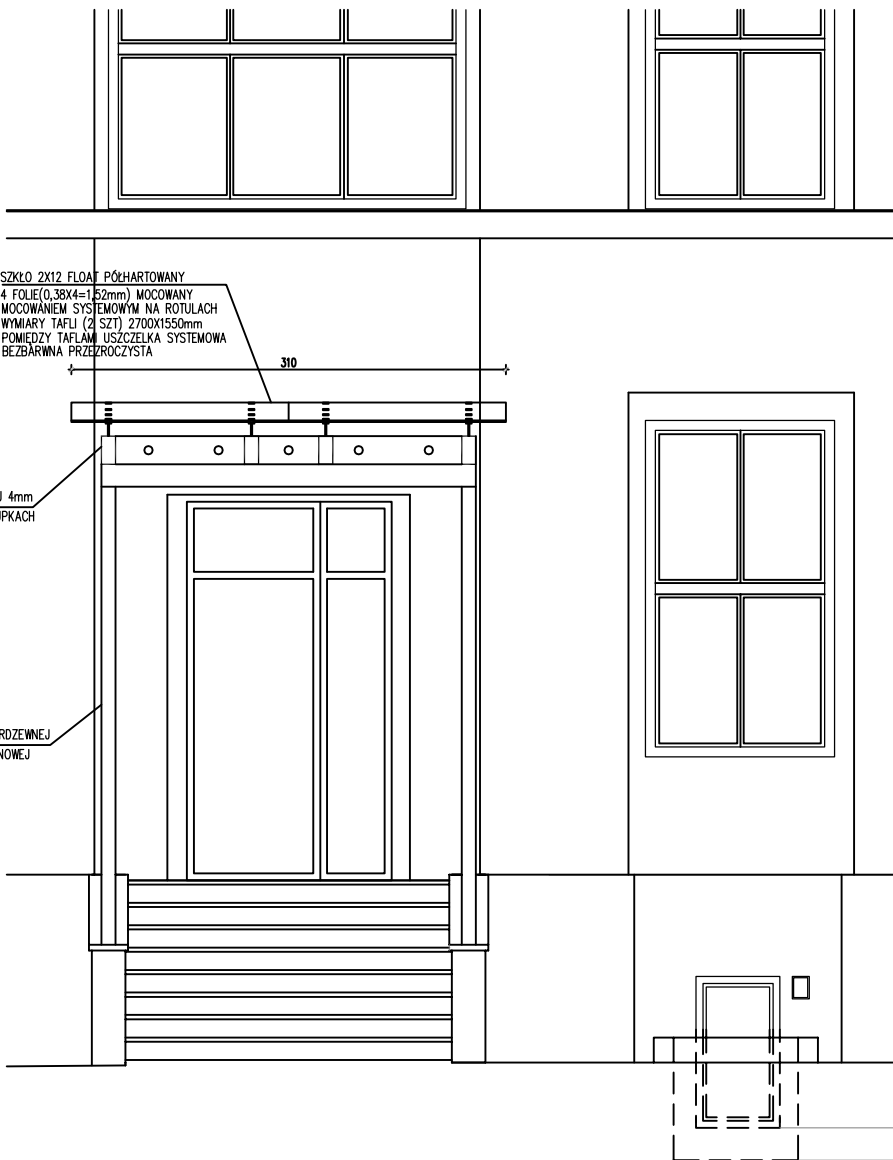 SZKŁO 2X12 FLOAT PÓŁHARTOWANY
4 FOLIE(0,38X4=1,52mm) MOCOWANY
MOCOWANIEM SYSTEMOWYM NA ROTULACH
WYMIARY TAFLI (2 SZT) 2700X1550mm
POMIĘDZY TAFLAMI USZCZELKA SYSTEMOWA
BEZBARWNA PRZEZROCZYSTA
310
4mm